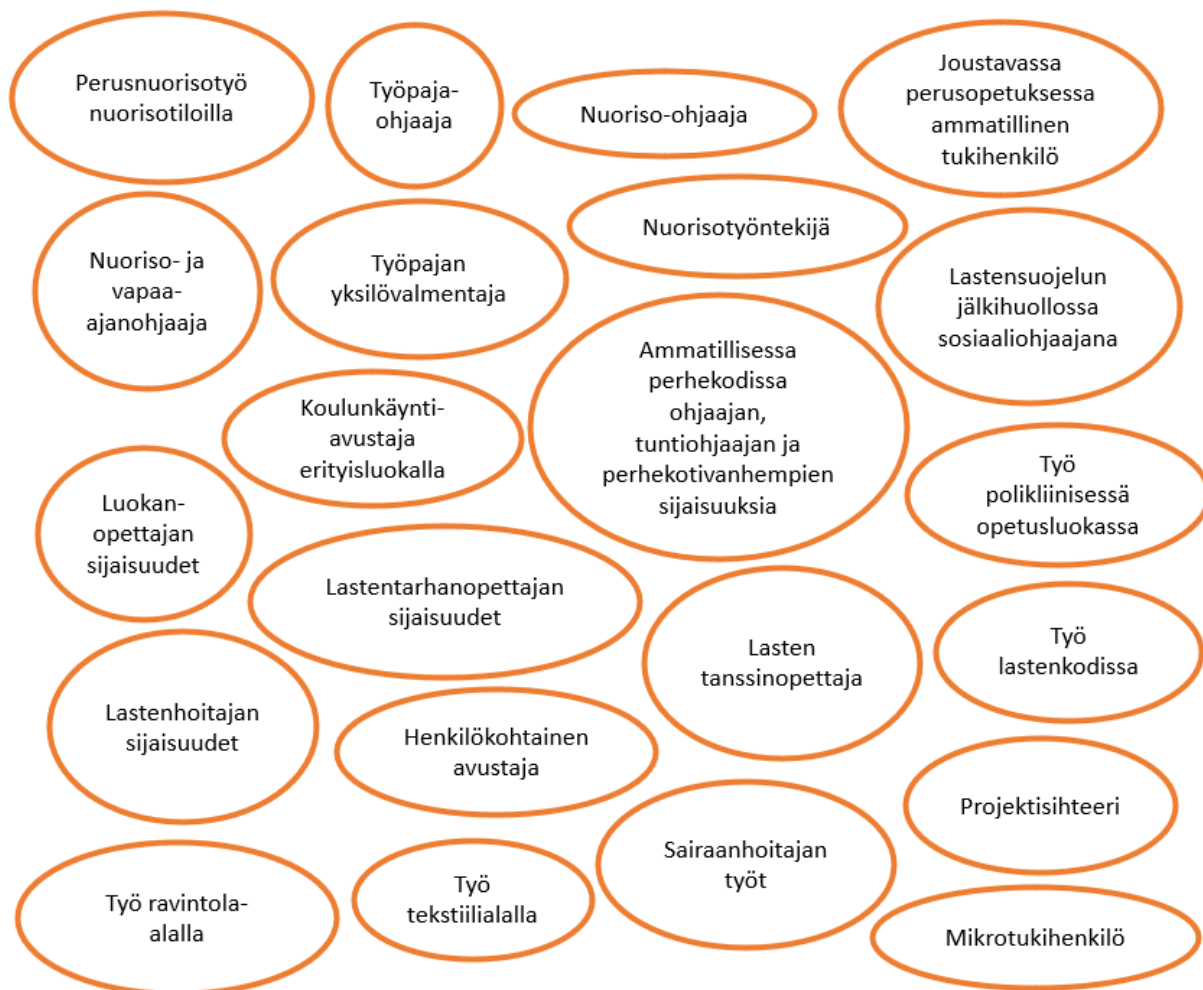 Perusnuorisotyö
nuorisotiloilla
Työpaja-
ohjaaja
Nuoriso-ohjaaja
Joustavassa
perusopetuksessa
ammatillinen
tukihenkilö
Nuoriso- ja
vapaa-
ajanohjaaja
Työpajan
yksilövalmentaja
Nuorisotyöntekijä
Lastensuojelun
jälkihuollossa
sosiaaliohjaajana
Koulunkäynti-
avustaja
erityisluokalla
Ammatillisessa
perhekodissa
ohjaajan,
tuntiohjaajan ja
perhekotivanhempien
sijaisuuksia
Luokan-
opettajan
sijaisuudet
Työ
polikliinisessä
opetusluokassa
Lastentarhanopettajan
sijaisuudet
Lasten
tanssinopettaja
Työ
lastenkodissa
Lastenhoitajan
sijaisuudet
Henkilökohtainen
avustaja
Projektisihteeri
Työ ravintola-
alalla
Työ
tekstiilialalla
Sairaanhoitajan
työt
Mikrotukihenkilö